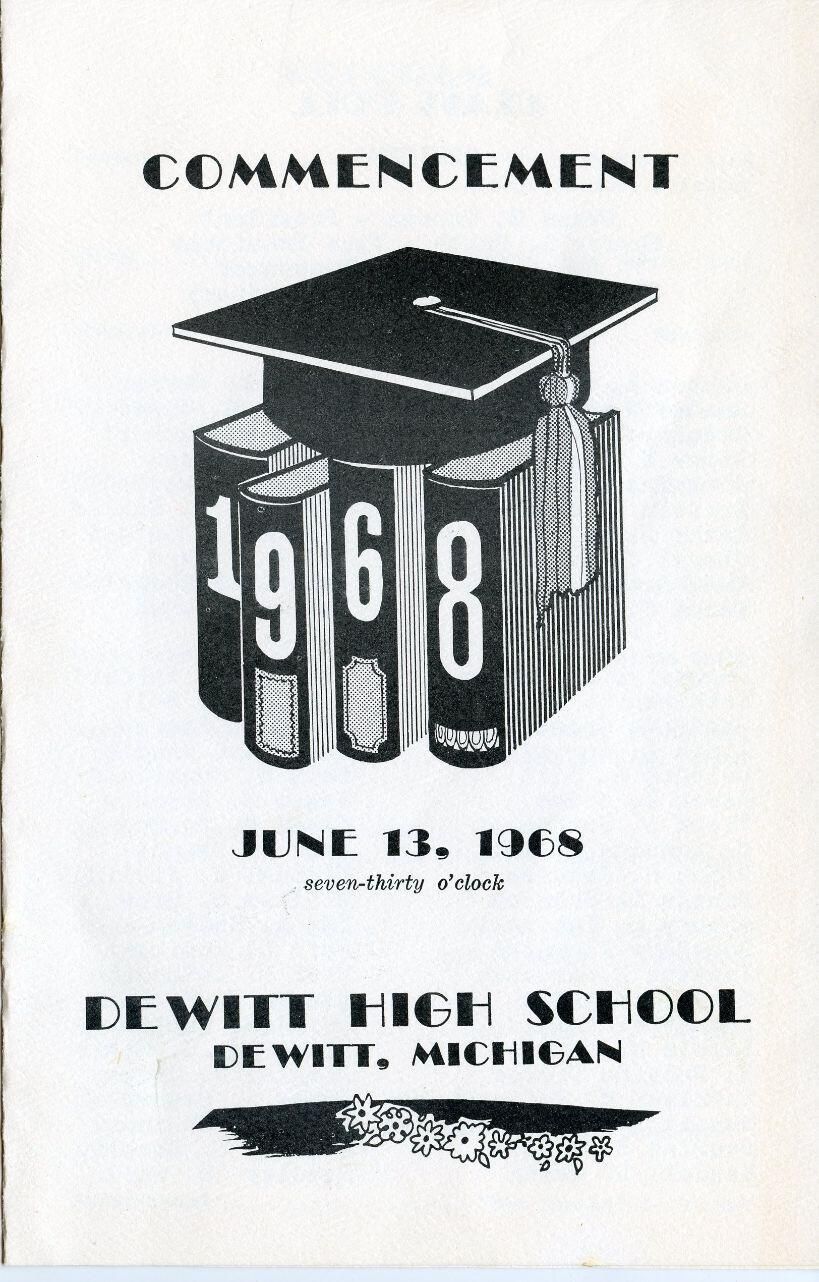 COMMENCEMENT
1968
JUNE 13, 1968
seven-thirty o'clock
DEWITT HIGH SCHOOL
DEWITT, MICHIGAN